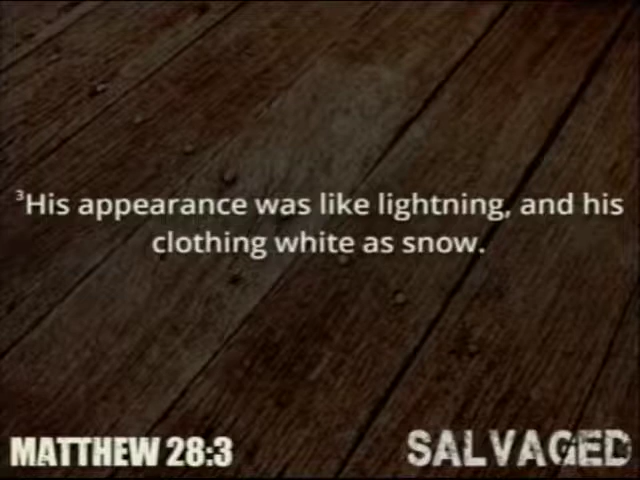 ³His appearance was like lightning, and his
clothing white as snow.
MATTHEW 28:3
SALVAGED